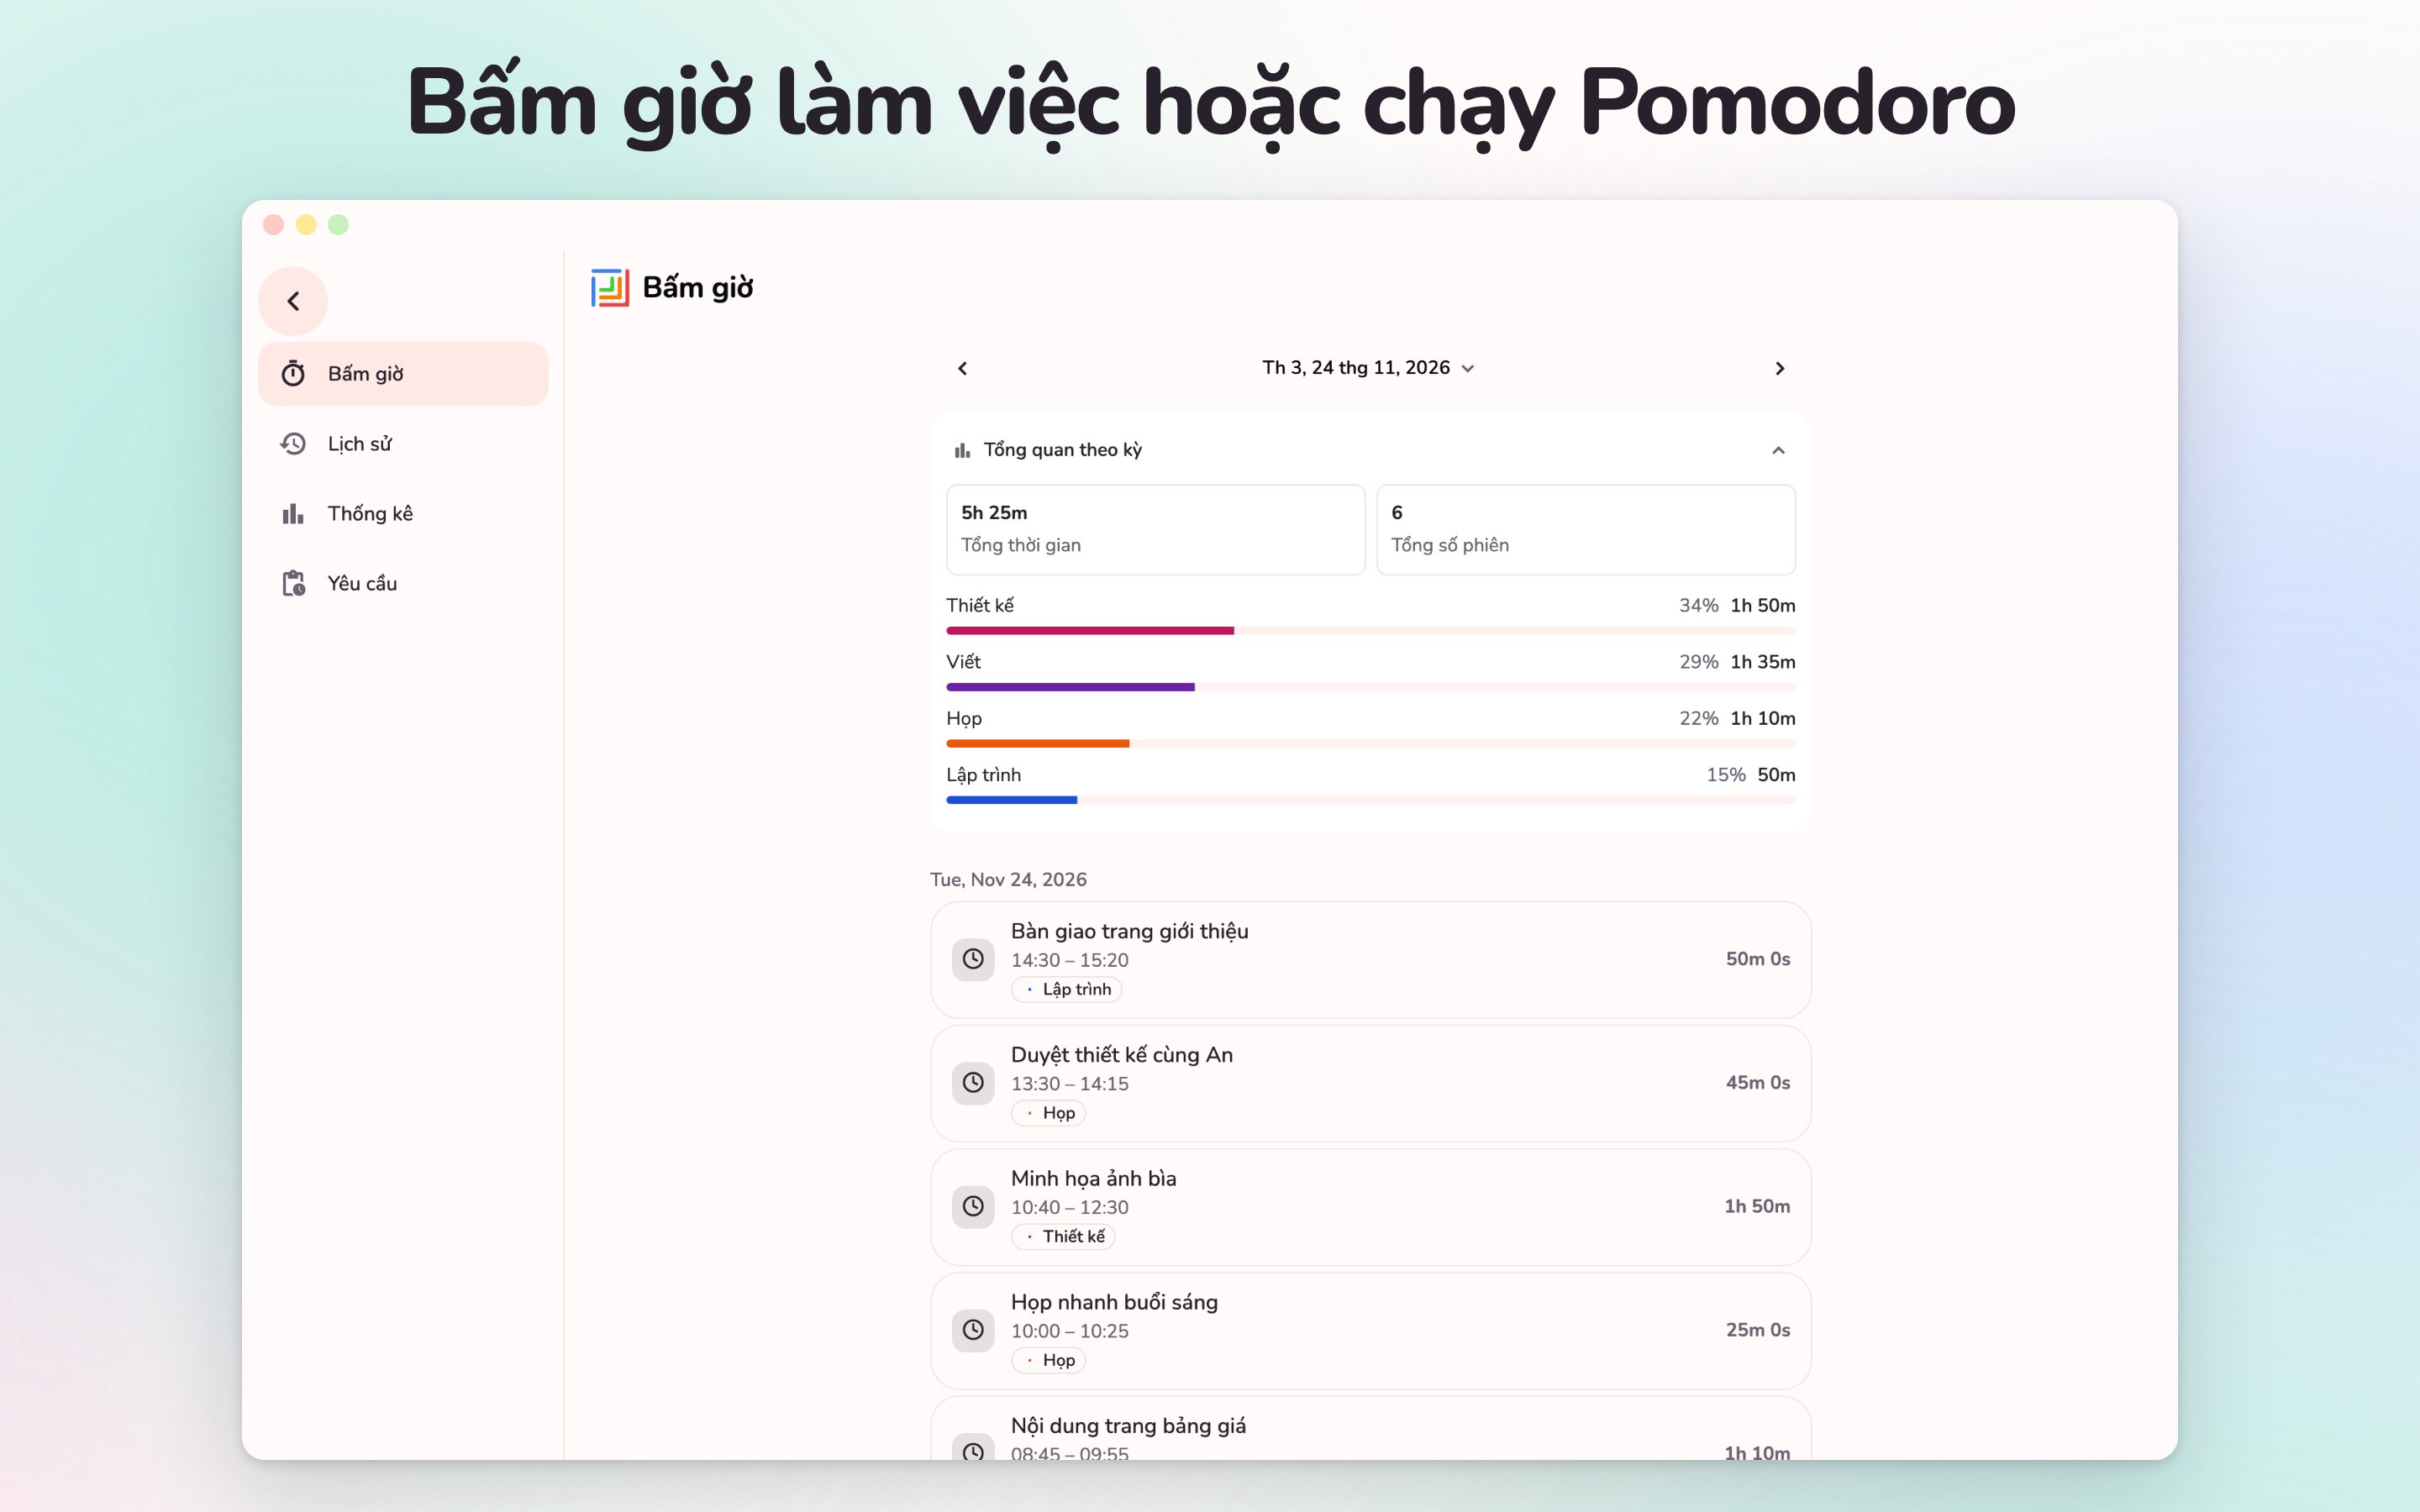 Bấm giờ làm việc hoặc chạy Pomodoro
Bấm giờ
Bấm giờ
Lịch sử
Thống kê
Yêu cầu
Th 3, 24 thg 11, 2026
Tổng quan theo kỳ
5h 25m
Tổng thời gian
6
Tổng số phiên
Thiết kế 34% 1h 50m
Viết 29% 1h 35m
Họp 22% 1h 10m
Lập trình 15% 50m
Tue, Nov 24, 2026
Bàn giao trang giới thiệu
14:30 – 15:20
Lập trình
50m 0s
Duyệt thiết kế cùng An
13:30 – 14:15
Họp
45m 0s
Minh họa ảnh bìa
10:40 – 12:30
Thiết kế
1h 50m
Họp nhanh buổi sáng
10:00 – 10:25
Họp
25m 0s
Nội dung trang bảng giá
08:45 – 09:55
1h 10m